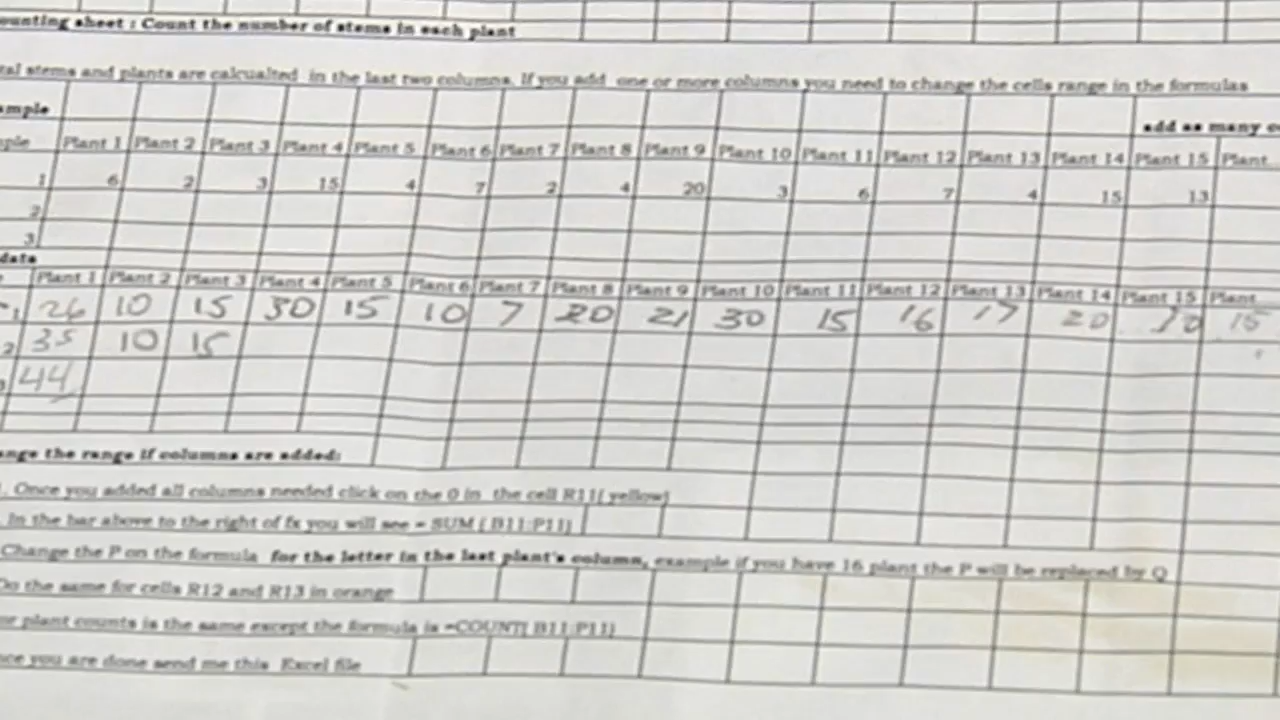 ounting sheet : Count the number of stems in each plant
tal stems and plants are calcualted in the last two columns. If you add one or more columns you need to change the cells range in the formulas
ample add as many c
ple Plant 1 Plant 2 Plant 3 Plant 4 Plant 5 Plant 6 Plant 7 Plant 8 Plant 9 Plant 10 Plant 11 Plant 12 Plant 13 Plant 14 Plant 15 Plant
1 6 2 3 15 4 7 2 4 20 3 6 7 4 15 13
2
3
data
Plant 1 Plant 2 Plant 3 Plant 4 Plant 5 Plant 6 Plant 7 Plant 8 Plant 9 Plant 10 Plant 11 Plant 12 Plant 13 Plant 14 Plant 15 Plant
1 26 10 15 30 15 10 7 20 21 30 15 16 17 20 10 15
2 35 10 15
3 44
ange the range if columns are added:
. Once you added all columns needed click on the 0 in the cell R11( yellow)
. In the bar above to the right of fx you will see = SUM ( B11:P11)
Change the P on the formula for the letter in the last plant's column, example if you have 16 plant the P will be replaced by Q
Do the same for cells R12 and R13 in orange
or plant counts is the same except the formula is =COUNT( B11:P11)
nce you are done send me this Excel file